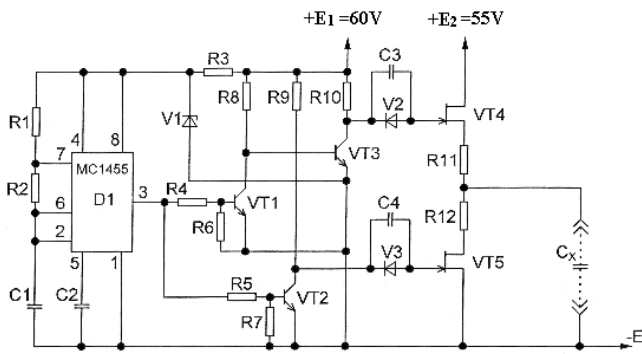 +E1 =60V
+E2 =55V
R3
C3
R8
R9
R10
V2
V1
VT4
R1
4
8
7
MC1455
D1
VT3
R11
R2
3
R4
C4
R12
6
VT1
2
R6
V3
Cx
VT5
5
1
R5
C1
C2
R7
VT2
-E